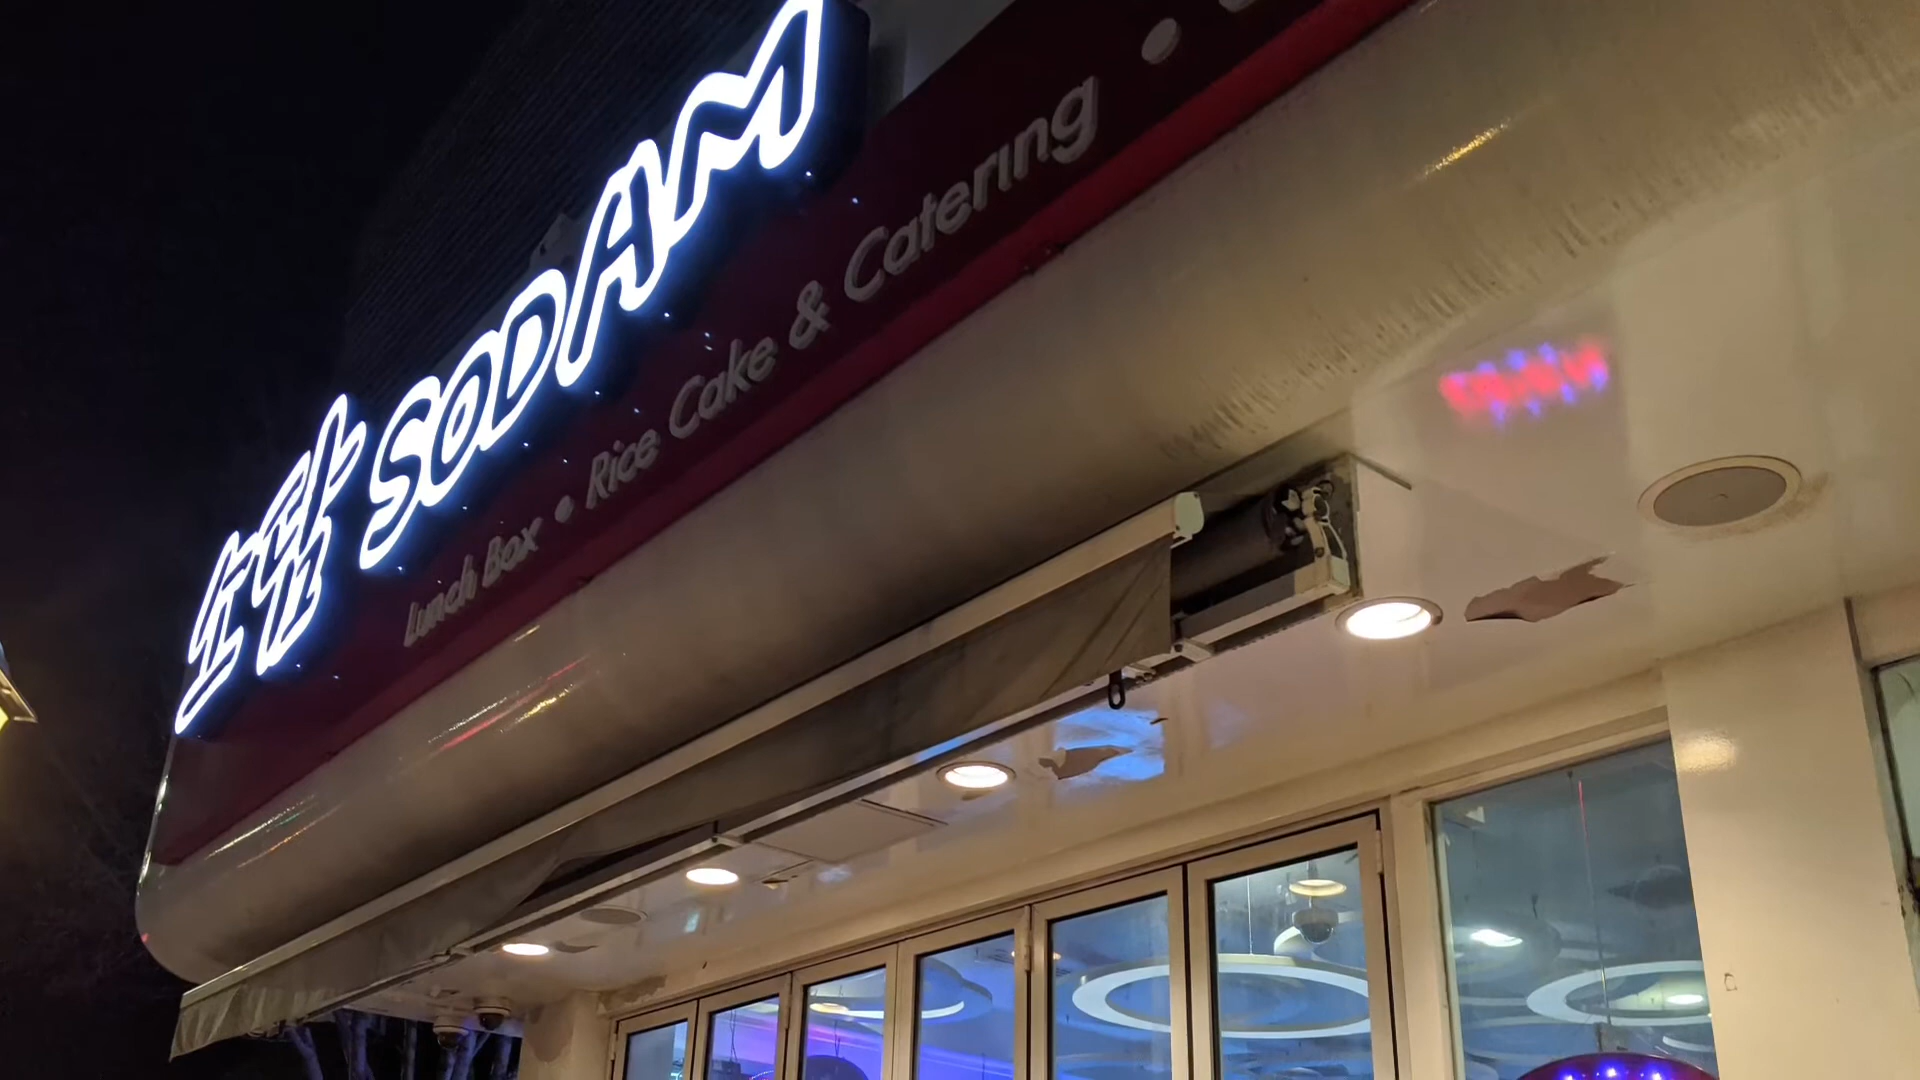 소담 SODAM
Lunch Box • Rice Cake & Catering •